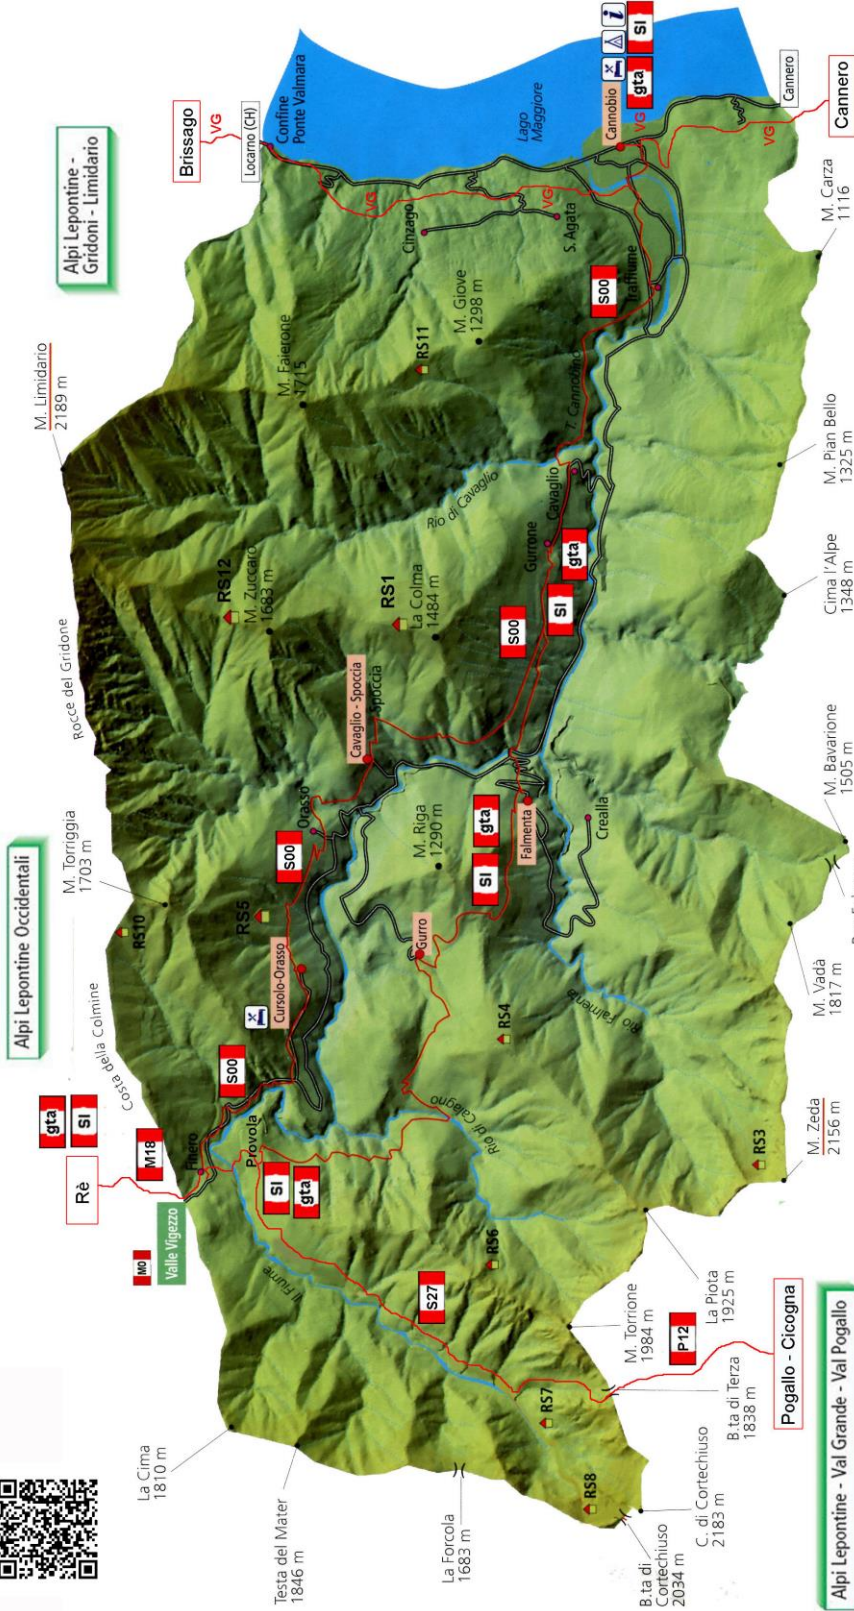 La Cima
1810 m
Testa del Mater
1846 m
La Forcola
1683 m
B.ta di
Cortechiuso
2034 m
C. di Cortechiuso
2183 m
B.ta di Terza
1838 m
M. Torrione
1984 m
La Piota
1925 m
Pogallo - Cicogna
P12
Alpi Lepontine - Val Grande - Val Pogallo
RS8
RS7
RS6
S27
Il Fiume
M0
Valle Vigezzo
Rè
M18
gta
SI
Finero
Provola
SI
gta
S00
Costa della Colmine
Alpi Lepontine Occidentali
M. Torriggia
1703 m
RS10
RS5
Cursolo-Orasso
S00
Orasso
Rio di Calagno
RS4
RS3
M. Zeda
2156 m
M. Vadà
1817 m
M. Bavarione
1505 m
Gurro
M. Riga
1290 m
SI
gta
Falmenta
Crealla
Rio Falmenta
Cavaglio - Spoccia
Spoccia
Rocce del Gridone
RS12
M. Zuccaro
1683 m
RS1
La Colma
1484 m
S00
SI
gta
Gurrone
Cavaglio
Rio di Cavaglio
T. Cannobino
Cima l'Alpe
1348 m
M. Pian Bello
1325 m
M. Carza
1116
M. Limidario
2189 m
M. Faierone
1715
RS11
M. Giove
1298 m
S00
Traffiume
Alpi Lepontine -
Gridoni - Limidario
Brissago
VG
Locarno (CH)
Confine
Ponte Valmara
VG
Cinzago
VG
S. Agata
Lago
Maggiore
Cannobio
VG
gta
SI
i
VG
Cannero
Cannero